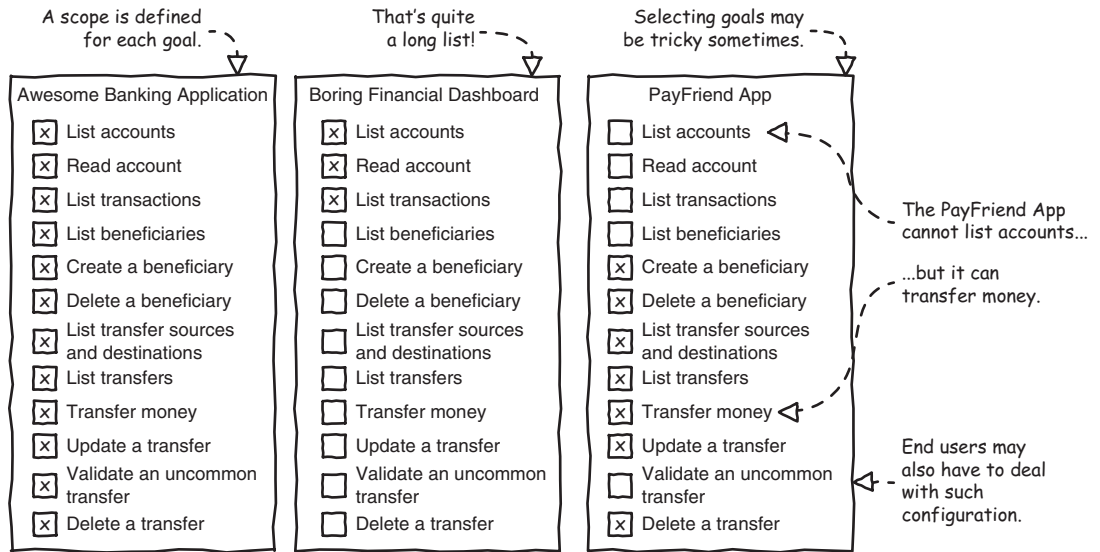 A scope is defined
for each goal.
That's quite
a long list!
Selecting goals may
be tricky sometimes.
Awesome Banking Application
List accounts
Read account
List transactions
List beneficiaries
Create a beneficiary
Delete a beneficiary
List transfer sources
and destinations
List transfers
Transfer money
Update a transfer
Validate an uncommon
transfer
Delete a transfer
Boring Financial Dashboard
List accounts
Read account
List transactions
List beneficiaries
Create a beneficiary
Delete a beneficiary
List transfer sources
and destinations
List transfers
Transfer money
Update a transfer
Validate an uncommon
transfer
Delete a transfer
PayFriend App
List accounts
Read account
List transactions
List beneficiaries
Create a beneficiary
Delete a beneficiary
List transfer sources
and destinations
List transfers
Transfer money
Update a transfer
Validate an uncommon
transfer
Delete a transfer
The PayFriend App
cannot list accounts...
...but it can
transfer money.
End users may
also have to deal
with such
configuration.